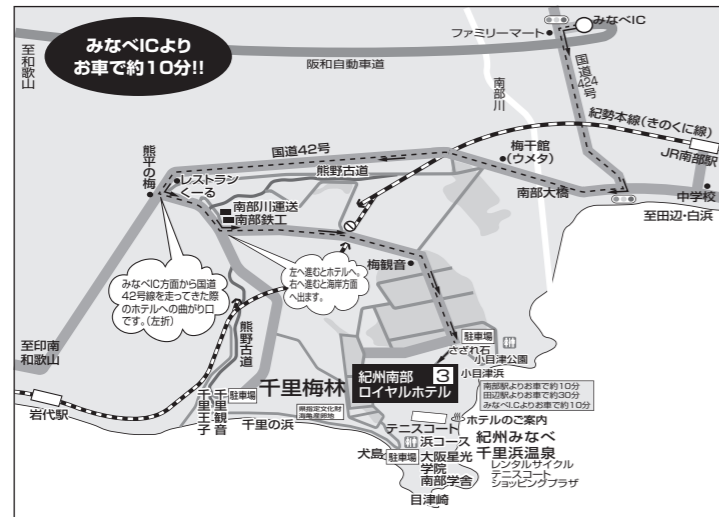 みなべICより
お車で約10分!!
至和歌山
阪和自動車道
ファミリーマート
みなべIC
国道424号
南部川
紀勢本線(きのくに線)
JR南部駅
国道42号
梅干館
(ウメタ)
熊野古道
熊平の梅
レストラン
くーる
南部大橋
中学校
至田辺・白浜
南部川運送
南部鉄工
梅観音
みなべIC方面から国道
42号線を走ってきた際
のホテルへの曲がり口
です。(左折)
左へ進むとホテルへ。
右へ進むと海岸方面
へ出ます。
熊野古道
至印南
和歌山
岩代駅
駐車場
さざれ石
小目津公園
小目津浜
紀州南部
ロイヤルホテル
3
南部駅よりお車で約10分
田辺駅よりお車で約30分
みなべI.Cよりお車で約10分
千里梅林
駐車場
千里観音
千里王子
千里の浜
県指定文化財
海亀産卵地
テニスコート
ホテルのご案内
浜コース
紀州みなべ
千里浜温泉
レンタルサイクル
テニスコート
ショッピングプラザ
犬島
駐車場
大阪星光
学院
南部学舎
目津崎